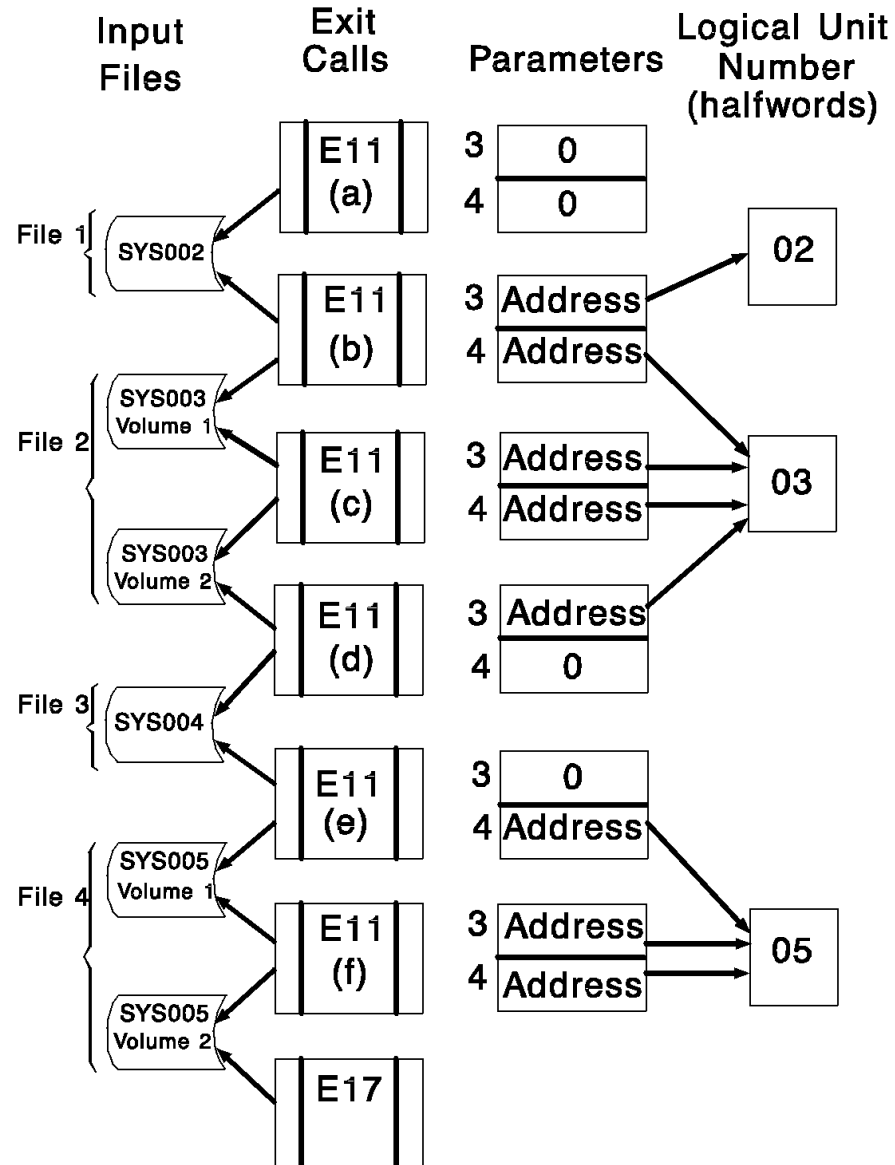 Input
Files
Exit
Calls
Parameters
Logical Unit
Number
(halfwords)
File 1
SYS002
E11
(a)
3 0
4 0
02
E11
(b)
3 Address
4 Address
File 2
SYS003
Volume 1
E11
(c)
3 Address
4 Address
03
SYS003
Volume 2
E11
(d)
3 Address
4 0
File 3
SYS004
E11
(e)
3 0
4 Address
File 4
SYS005
Volume 1
E11
(f)
3 Address
4 Address
05
SYS005
Volume 2
E17